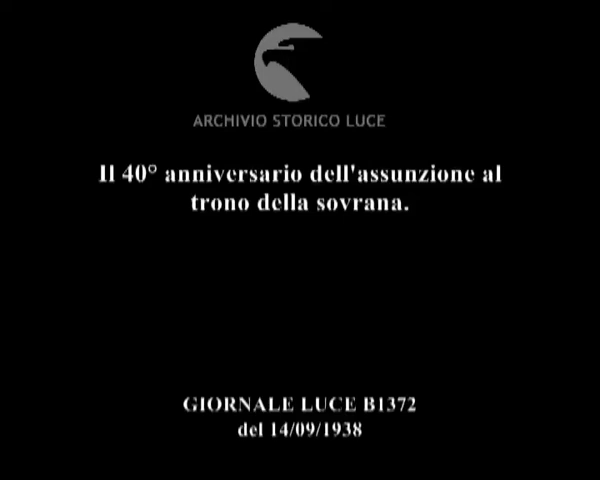 ARCHIVIO STORICO LUCE
Il 40° anniversario dell'assunzione al
trono della sovrana.
GIORNALE LUCE B1372
del 14/09/1938